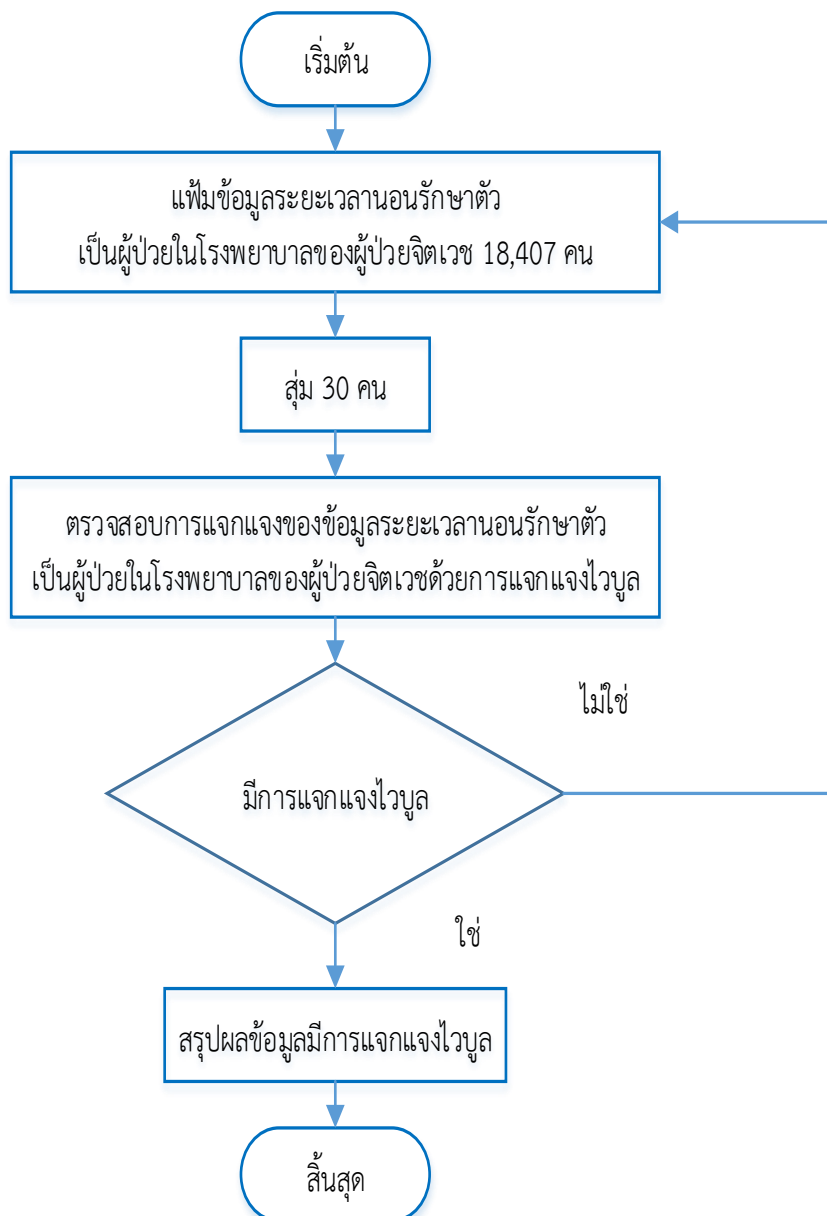 เริ่มต้น
แฟ้มข้อมูลระยะเวลานอนรักษาตัว
เป็นผู้ป่วยในโรงพยาบาลของผู้ป่วยจิตเวช 18,407 คน
สุ่ม 30 คน
ตรวจสอบการแจกแจงของข้อมูลระยะเวลานอนรักษาตัว
เป็นผู้ป่วยในโรงพยาบาลของผู้ป่วยจิตเวชด้วยการแจกแจงไวบูล
ไม่ใช่
มีการแจกแจงไวบูล
ใช่
สรุปผลข้อมูลมีการแจกแจงไวบูล
สิ้นสุด